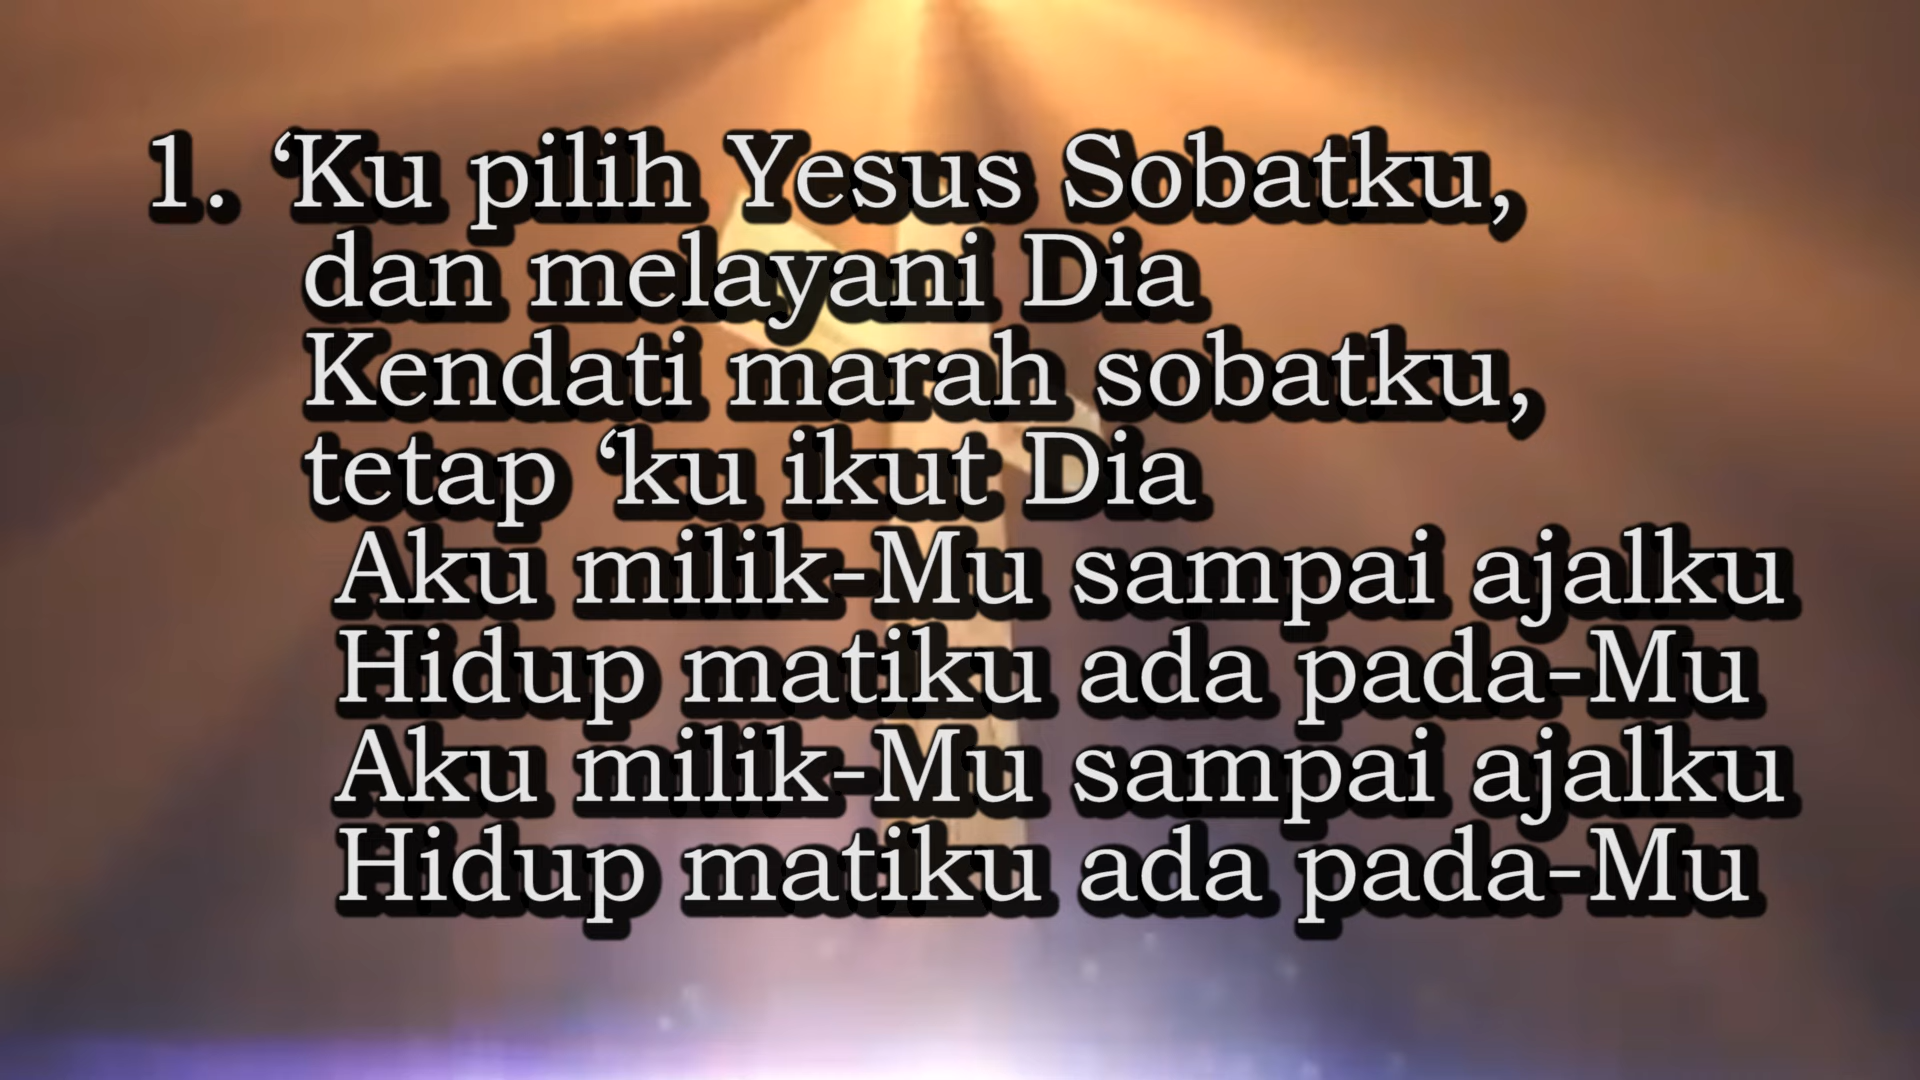 1. ‘Ku pilih Yesus Sobatku,
dan melayani Dia
Kendati marah sobatku,
tetap ‘ku ikut Dia
Aku milik-Mu sampai ajalku
Hidup matiku ada pada-Mu
Aku milik-Mu sampai ajalku
Hidup matiku ada pada-Mu